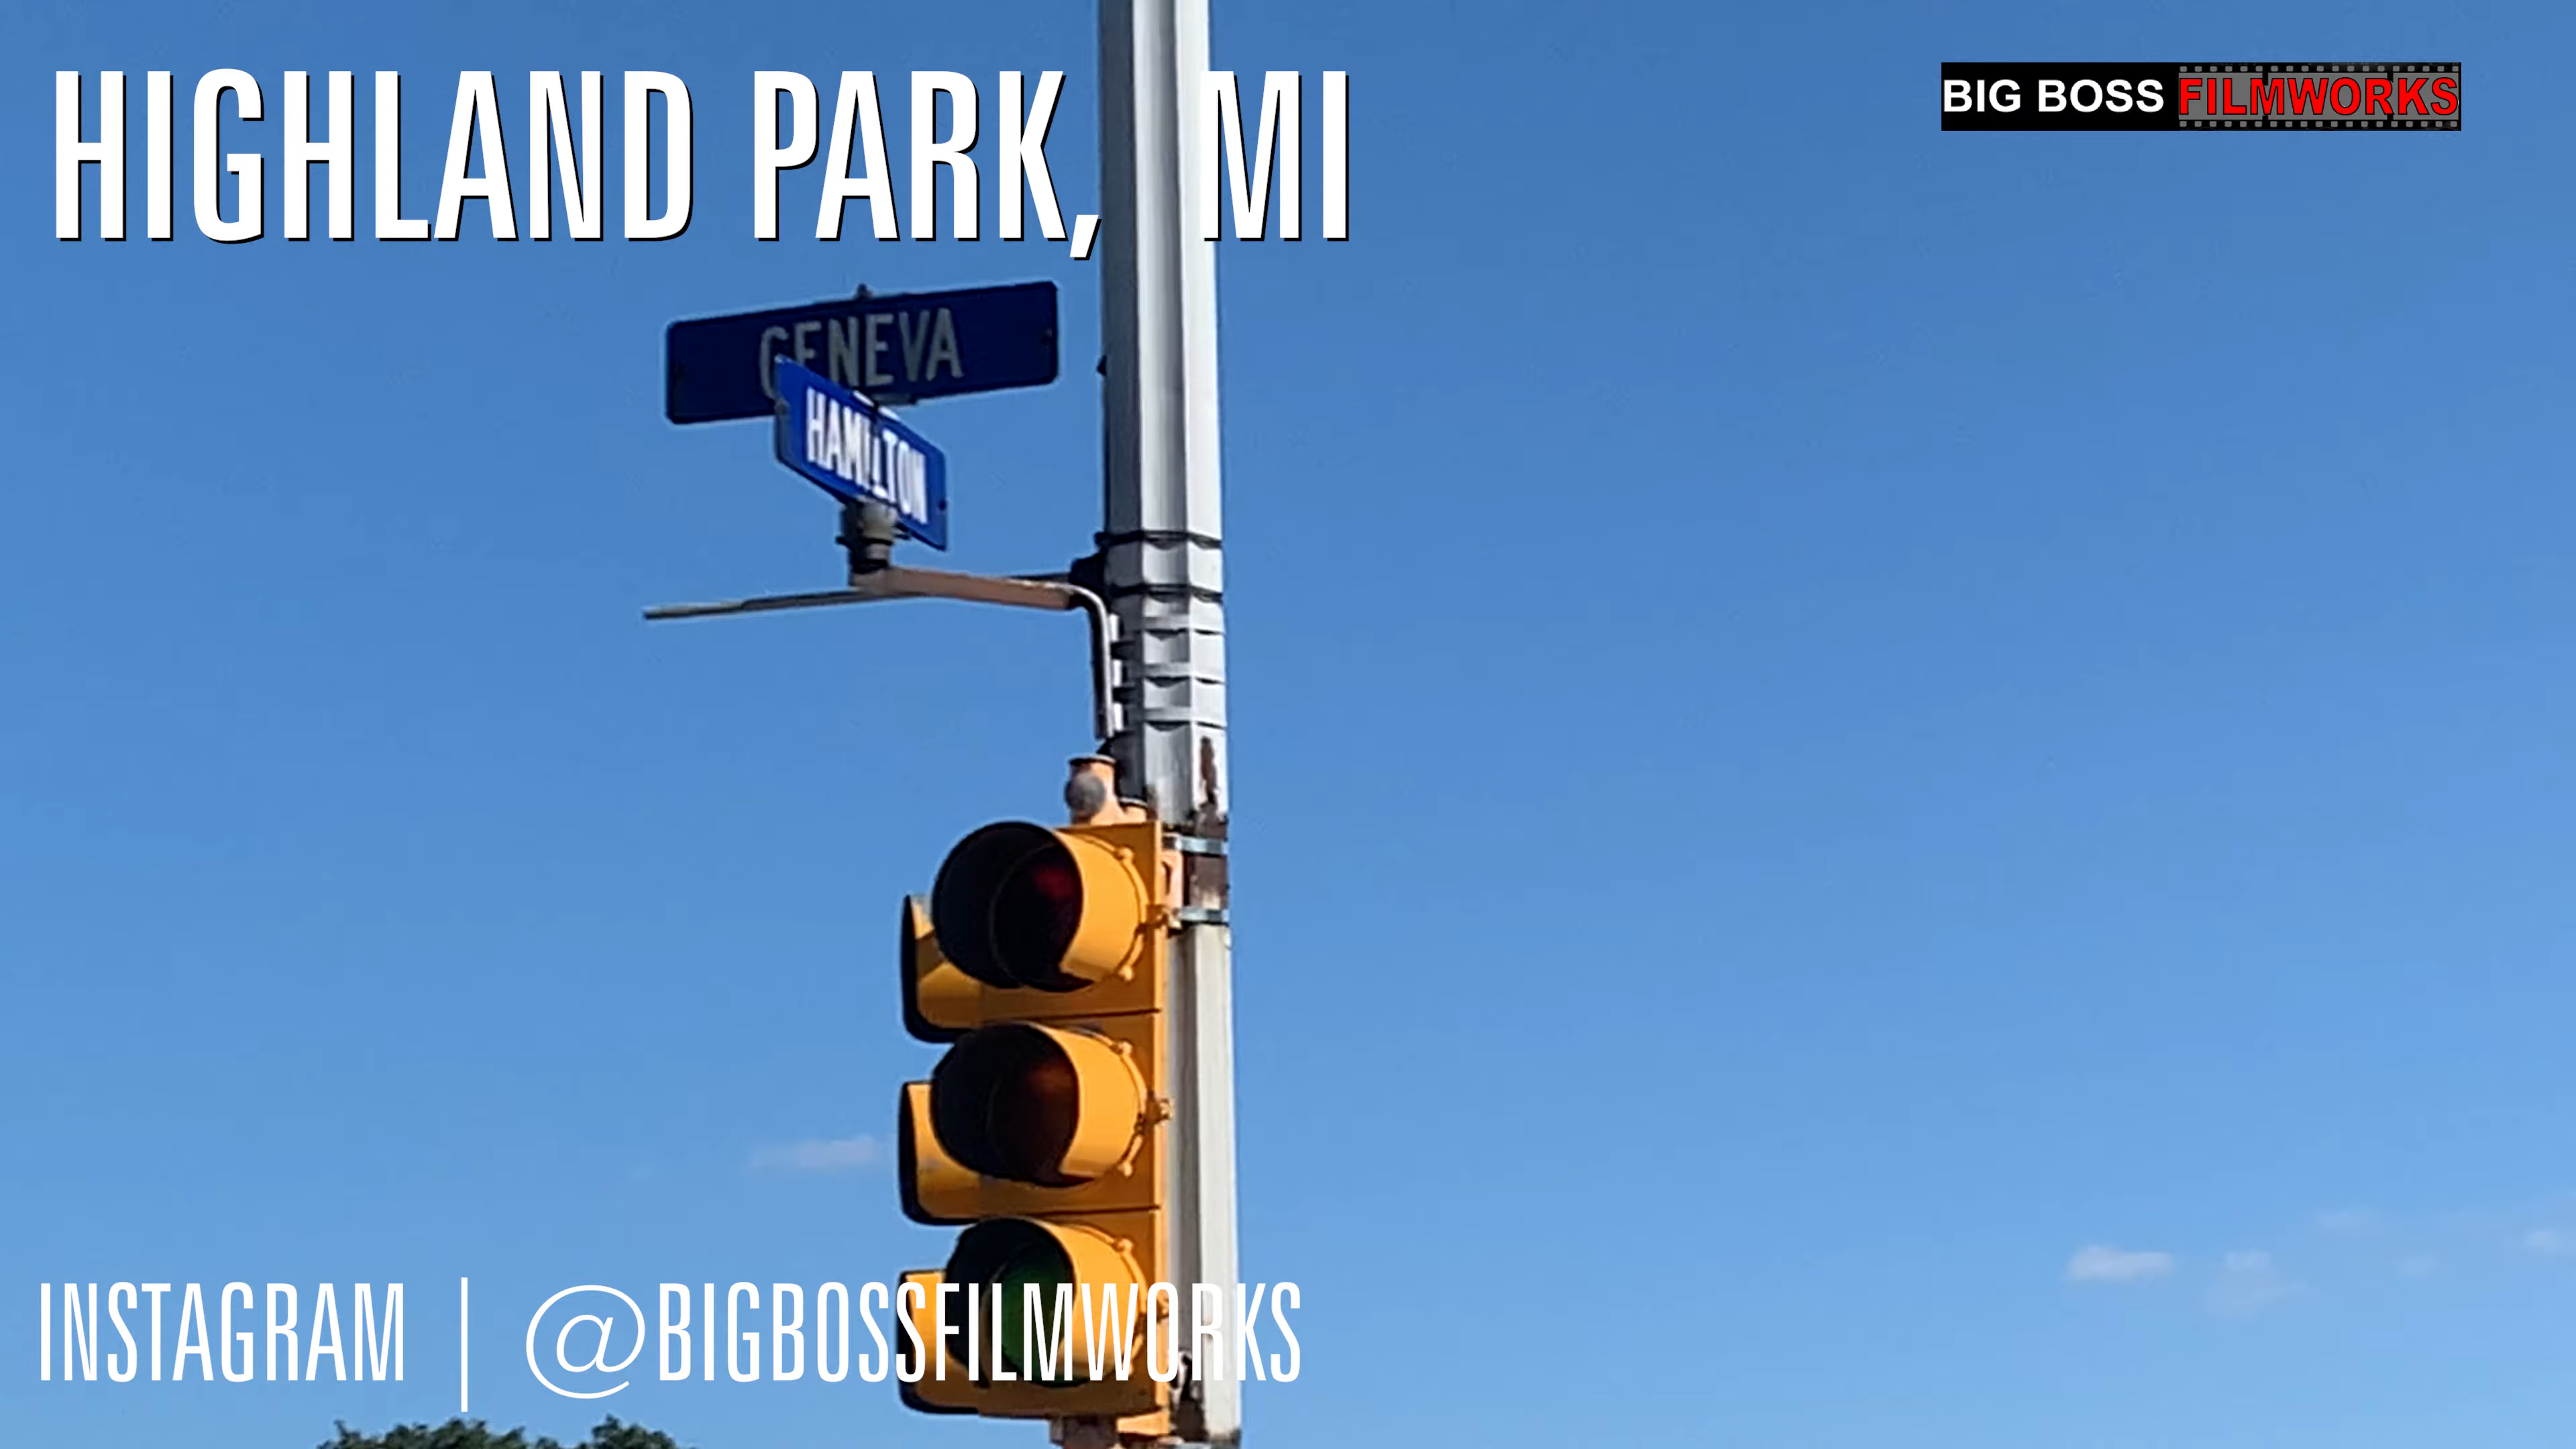 HIGHLAND PARK, MI
BIG BOSS FILMWORKS
GENEVA
HAMILTON
INSTAGRAM | @BIGBOSSFILMWORKS